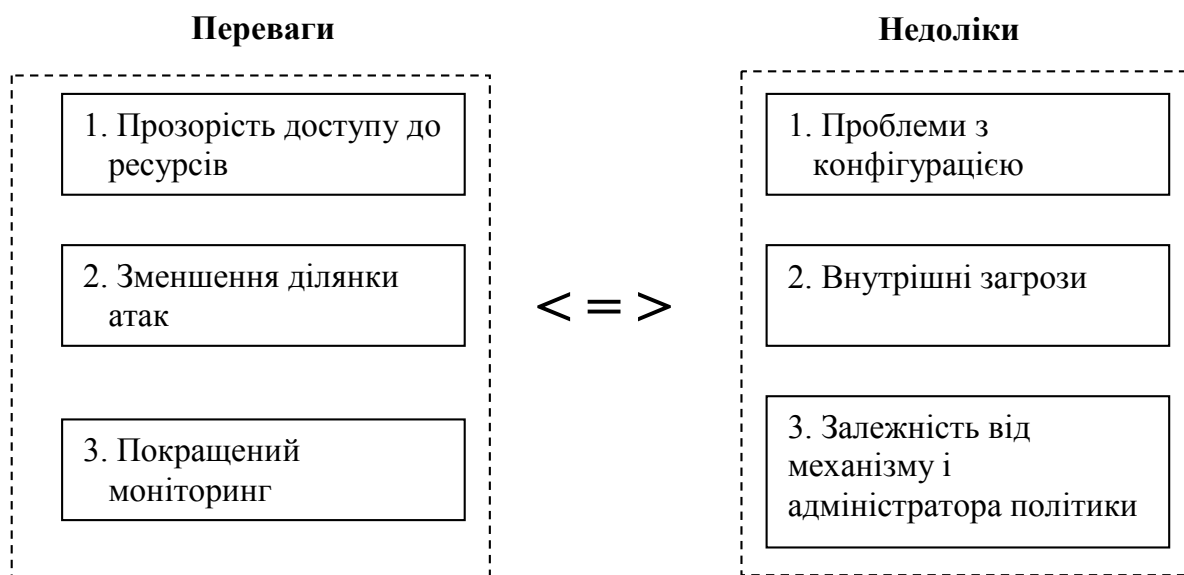 Переваги
1. Прозорість доступу до
ресурсів
2. Зменшення ділянки
атак
3. Покращений
моніторинг
< = >
Недоліки
1. Проблеми з
конфігурацією
2. Внутрішні загрози
3. Залежність від
механізму і
адміністратора політики